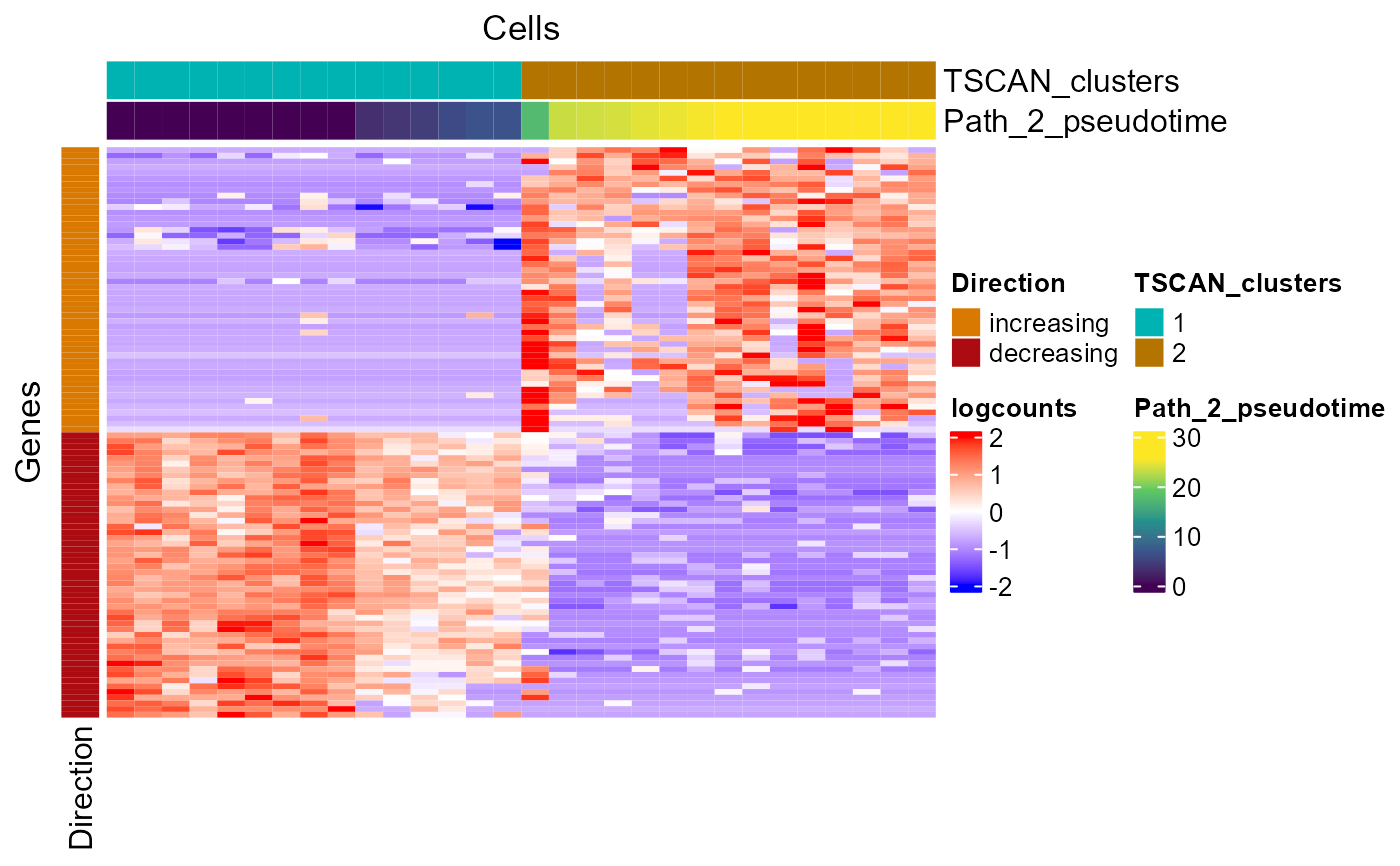 Cells
TSCAN_clusters
Path_2_pseudotime
Genes
Direction
Direction
increasing
decreasing
TSCAN_clusters
1
2
logcounts
2
1
0
-1
-2
Path_2_pseudotime
30
20
10
0